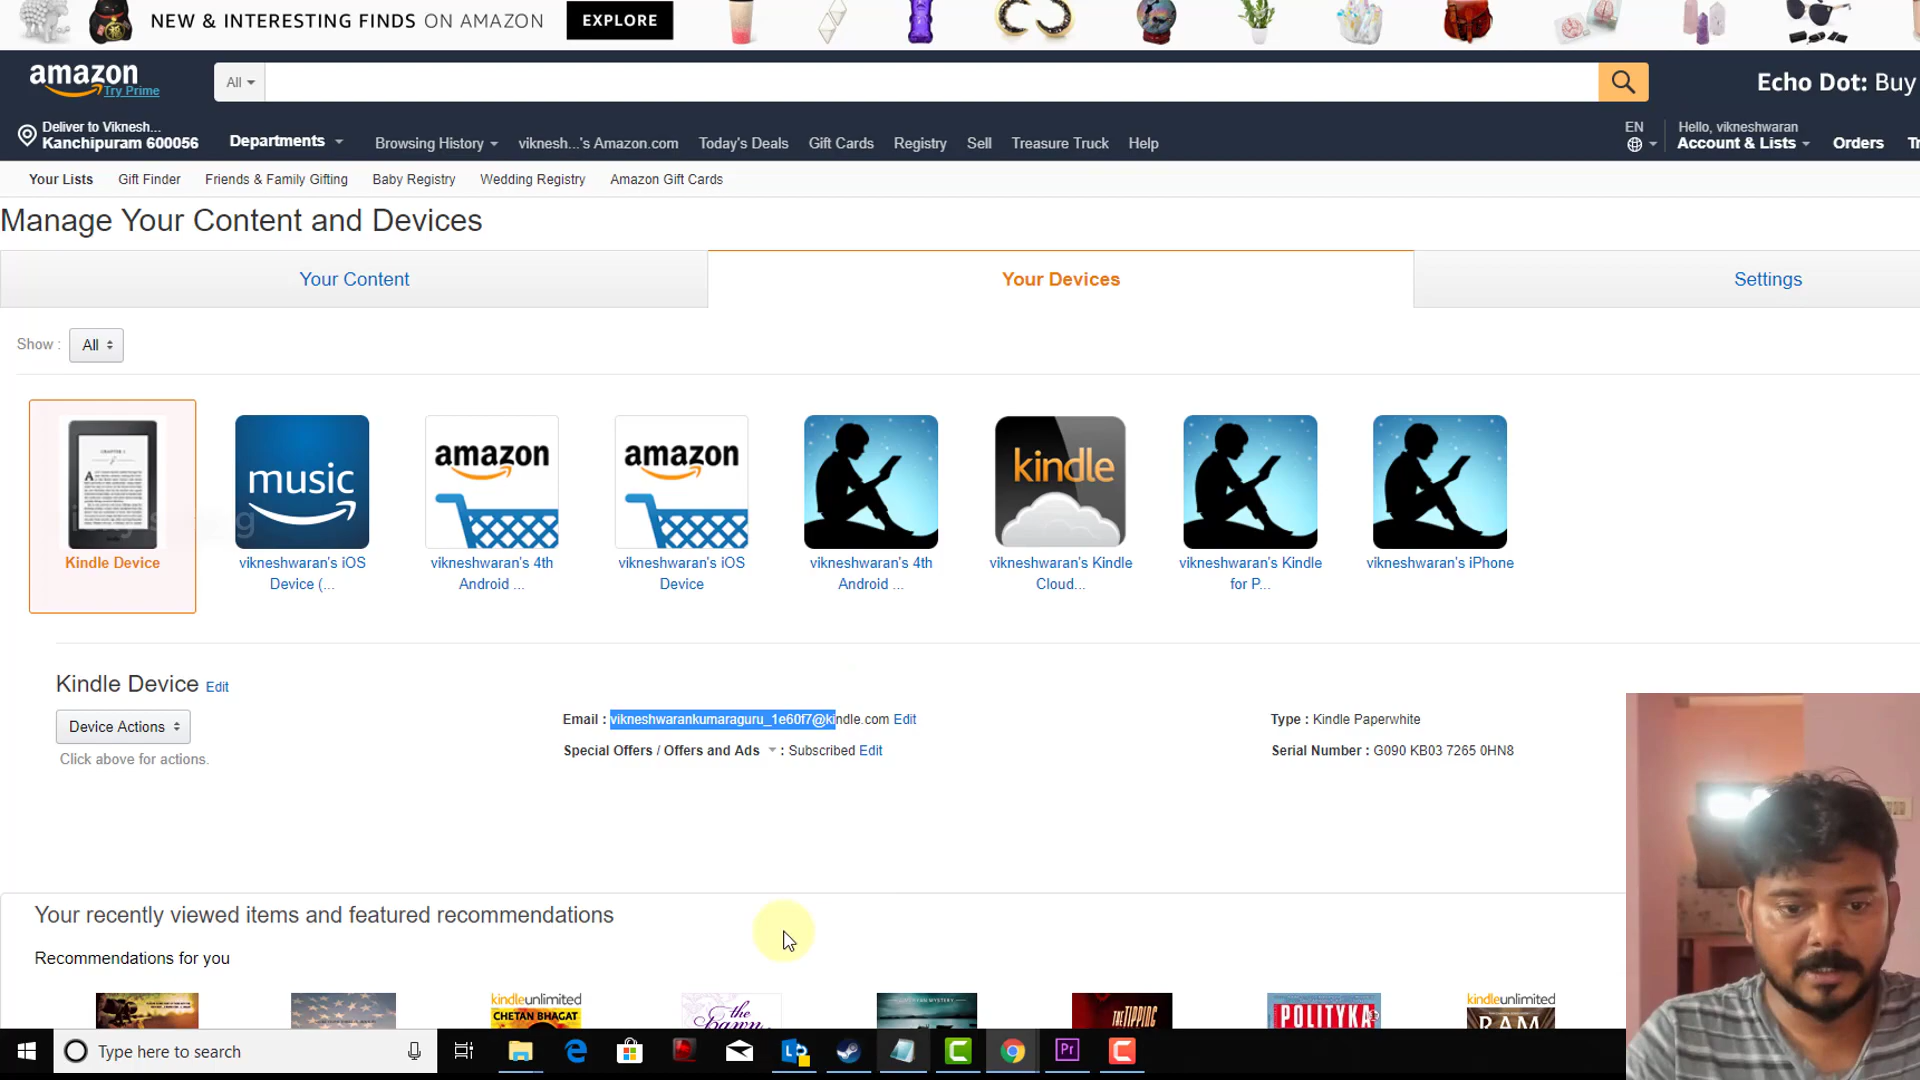 NEW & INTERESTING FINDS ON AMAZON EXPLORE
amazon
Try Prime
All
Echo Dot: Buy
Deliver to Viknesh...
Kanchipuram 600056
Departments
Browsing History
viknesh...'s Amazon.com
Today's Deals
Gift Cards
Registry
Sell
Treasure Truck
Help
EN
Hello, vikneshwaran
Account & Lists
Orders
Your Lists
Gift Finder
Friends & Family Gifting
Baby Registry
Wedding Registry
Amazon Gift Cards
Manage Your Content and Devices
Your Content
Your Devices
Settings
Show :
All
Kindle Device
music
vikneshwaran's iOS
Device (...
amazon
vikneshwaran's 4th
Android ...
amazon
vikneshwaran's iOS
Device
vikneshwaran's 4th
Android ...
kindle
vikneshwaran's Kindle
Cloud...
vikneshwaran's Kindle
for P...
vikneshwaran's iPhone
Kindle Device Edit
Device Actions
Click above for actions.
Email : vikneshwarankumaraguru_1e60f7@kindle.com Edit
Special Offers / Offers and Ads : Subscribed Edit
Type : Kindle Paperwhite
Serial Number : G090 KB03 7265 0HN8
Your recently viewed items and featured recommendations
Recommendations for you
kindleunlimited
CHETAN BHAGAT
the
THE TIPPING
POLITYKA
kindleunlimited
RAM
Type here to search
Pr